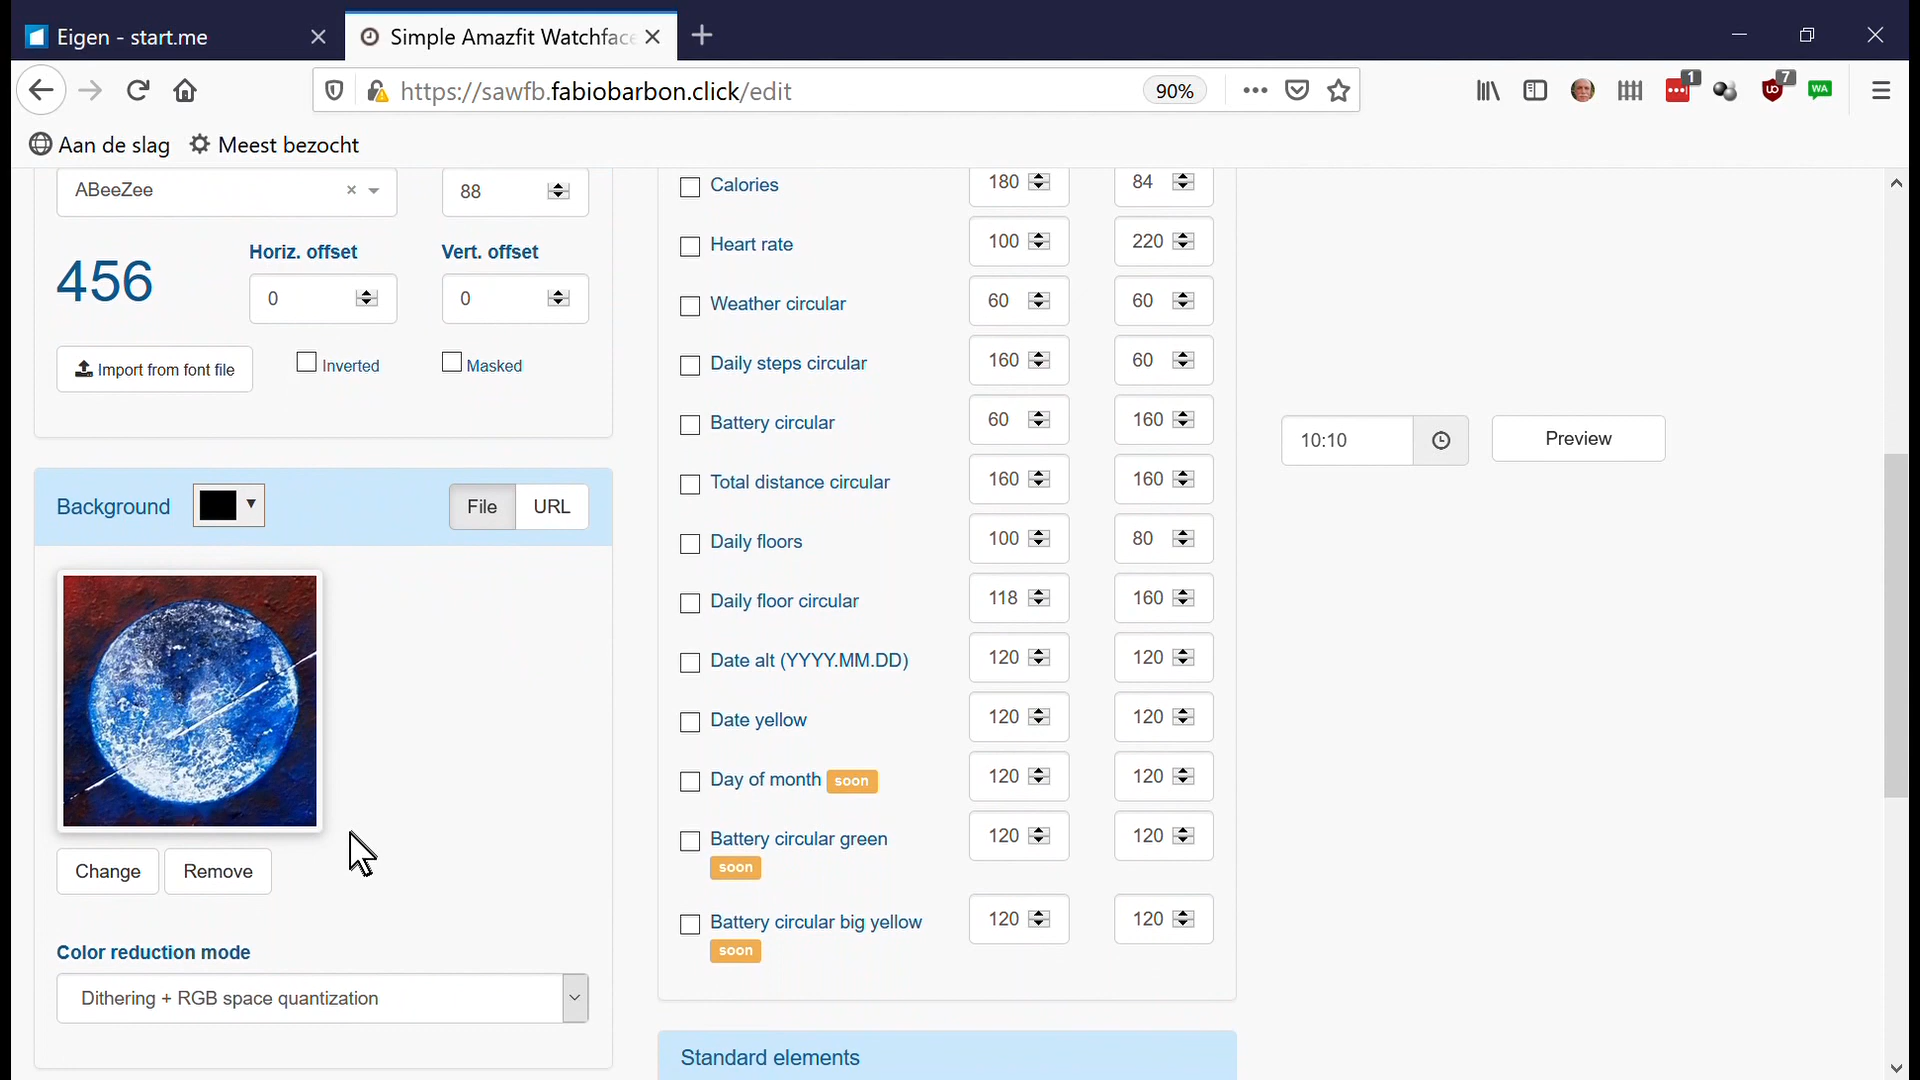 Eigen - start.me
Simple Amazfit Watchface
https://sawfb.fabiobarbon.click/edit
90%
1
UO
7
WA
Aan de slag
Meest bezocht
ABeeZee
88
456
Horiz. offset
Vert. offset
0
0
Import from font file
Inverted
Masked
Background
File
URL
Change
Remove
Color reduction mode
Dithering + RGB space quantization
Calories 180 84
Heart rate 100 220
Weather circular 60 60
Daily steps circular 160 60
Battery circular 60 160
Total distance circular 160 160
Daily floors 100 80
Daily floor circular 118 160
Date alt (YYYY.MM.DD) 120 120
Date yellow 120 120
Day of month soon 120 120
Battery circular green 120 120
soon
Battery circular big yellow 120 120
soon
Standard elements
10:10
Preview